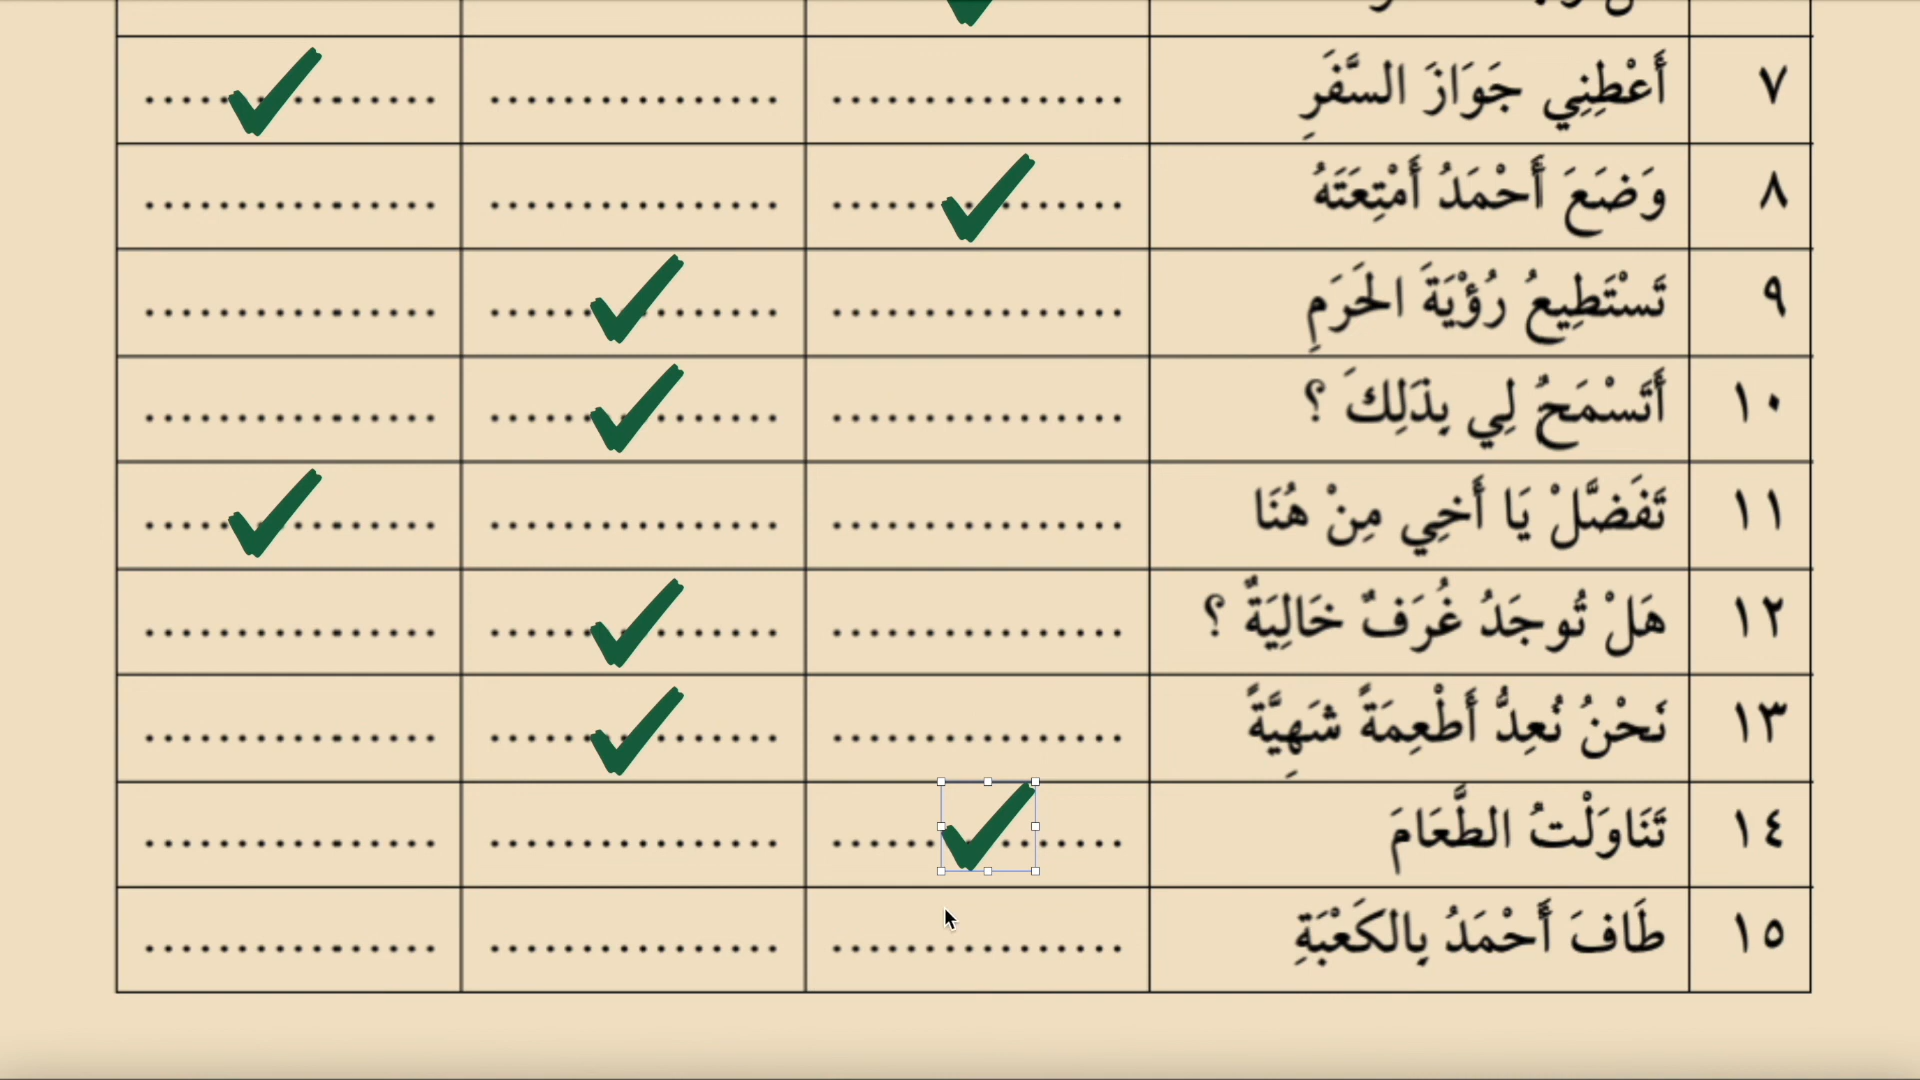 ٧ أَعْطِنِي جَوَازَ السَّفَرِ
٨ وَضَعَ أَحْمَدُ أَمْتِعَتَهُ
٩ تَسْتَطِيعُ رُؤْيَةَ الحَرَمِ
١٠ أَتَسْمَحُ لِي بِذَلِكَ ؟
١١ تَفَضَّلْ يَا أَخِي مِنْ هُنَا
١٢ هَلْ تُوجَدُ غُرَفٌ خَالِيَةٌ ؟
١٣ نَحْنُ نُعِدُّ أَطْعِمَةً شَهِيَّةً
١٤ تَنَاوَلْتُ الطَّعَامَ
١٥ طَافَ أَحْمَدُ بِالكَعْبَةِ